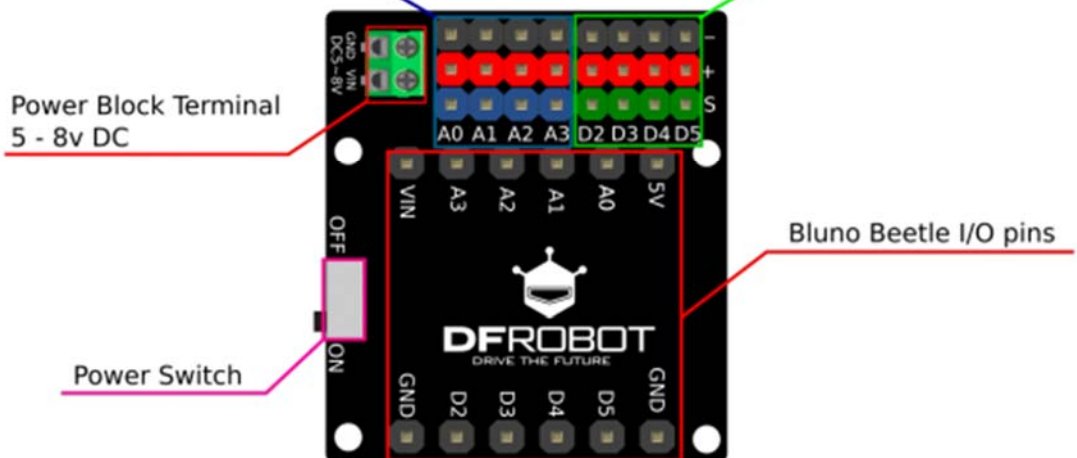 GND VIN
DC5~8V
-
+
S
A0 A1 A2 A3 D2 D3 D4 D5
Power Block Terminal
5 - 8v DC
VIN A3 A2 A1 A0 5V
OFF
ON
Power Switch
Bluno Beetle I/O pins
DFROBOT
DRIVE THE FUTURE
GND D2 D3 D4 D5 GND